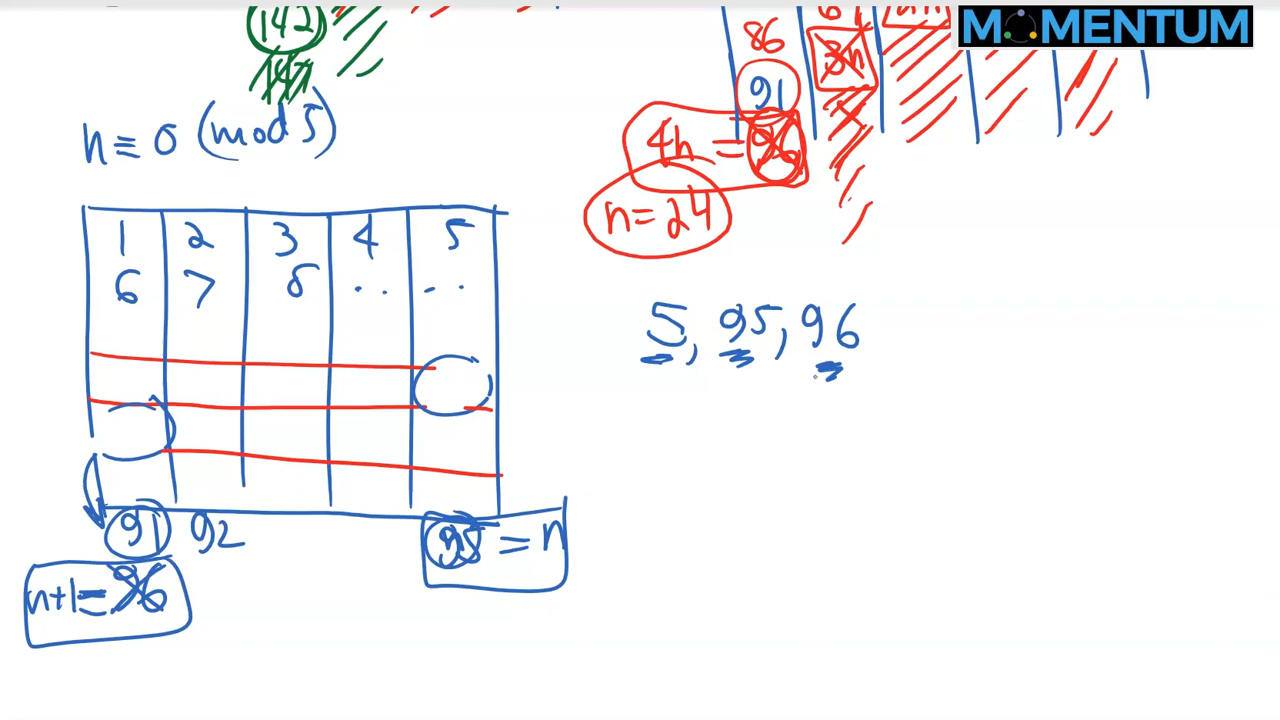 MOMENTUM
142
86
91
3n
4n = 96
n = 24
n ≡ 0 (mod 5)
1 2 3 4 5
6 7 8 .. ..
5, 95, 96
91 92 95 = n
n+1 = 96